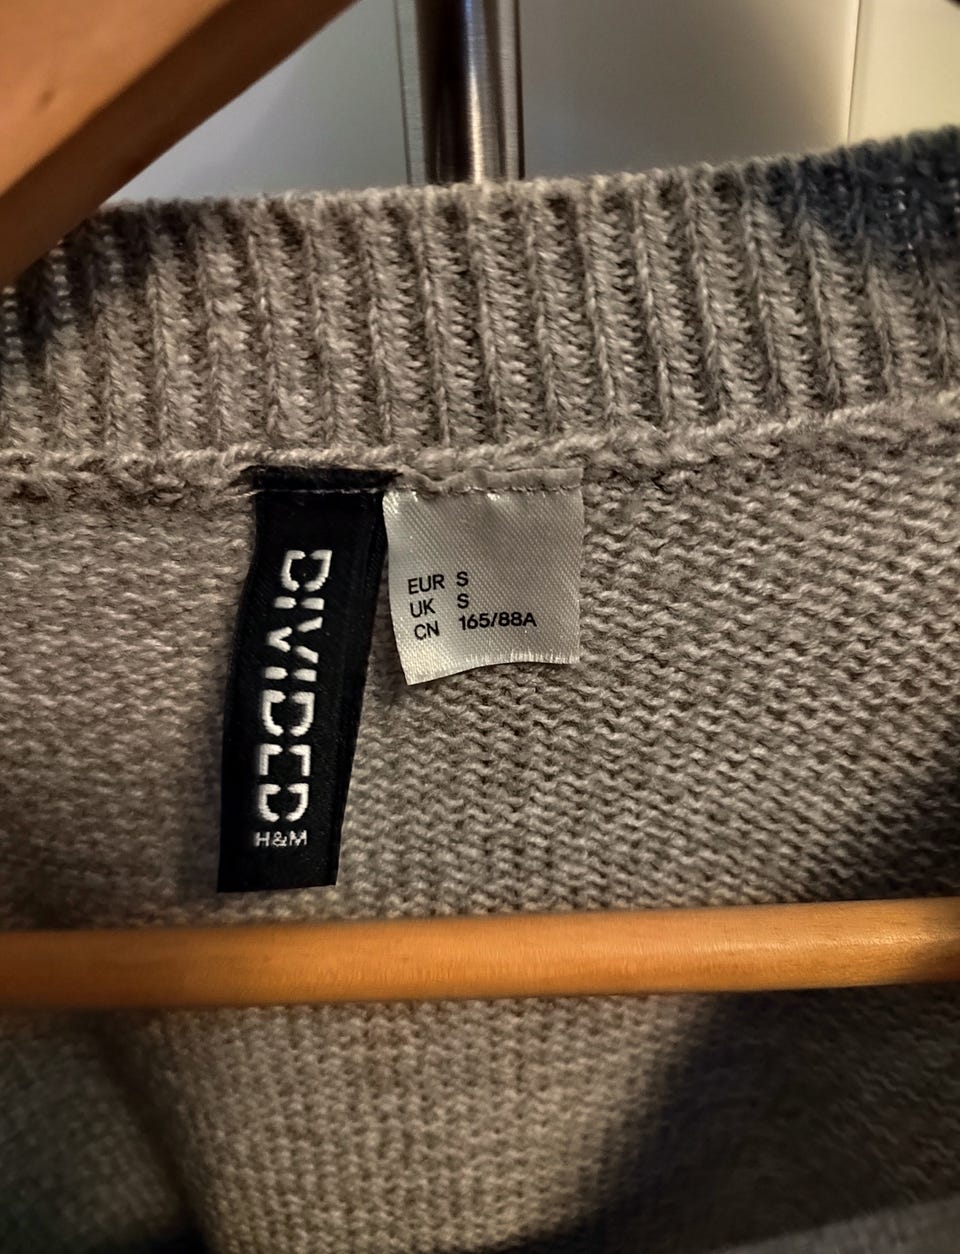 DIVIDED
H&M
EUR S
UK S
CN 165/88A